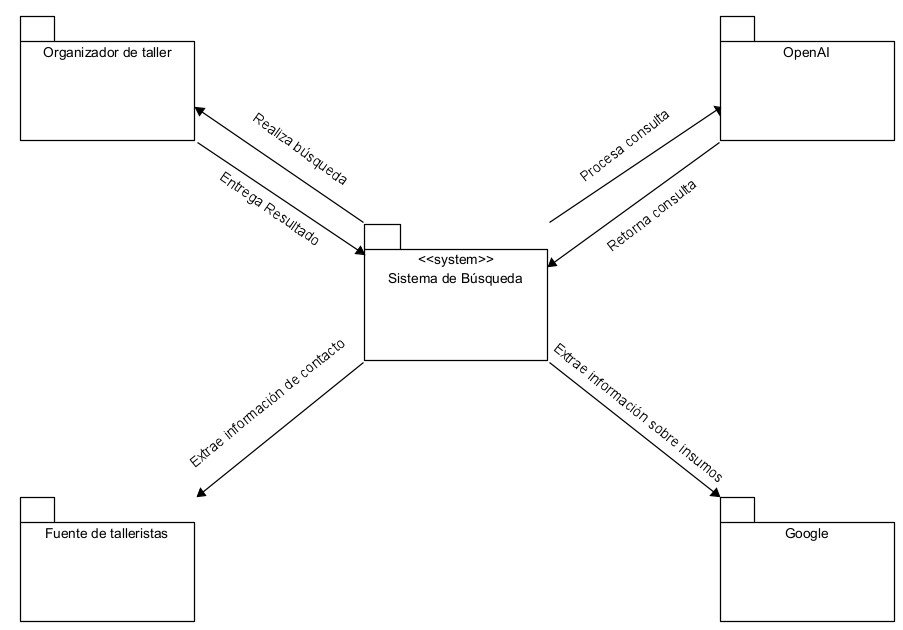 Organizador de taller
OpenAI
Realiza búsqueda
Procesa consulta
Entrega Resultado
Retorna consulta
<<system>>
Sistema de Búsqueda
Extrae información de contacto
Extrae información sobre insumos
Fuente de talleristas
Google